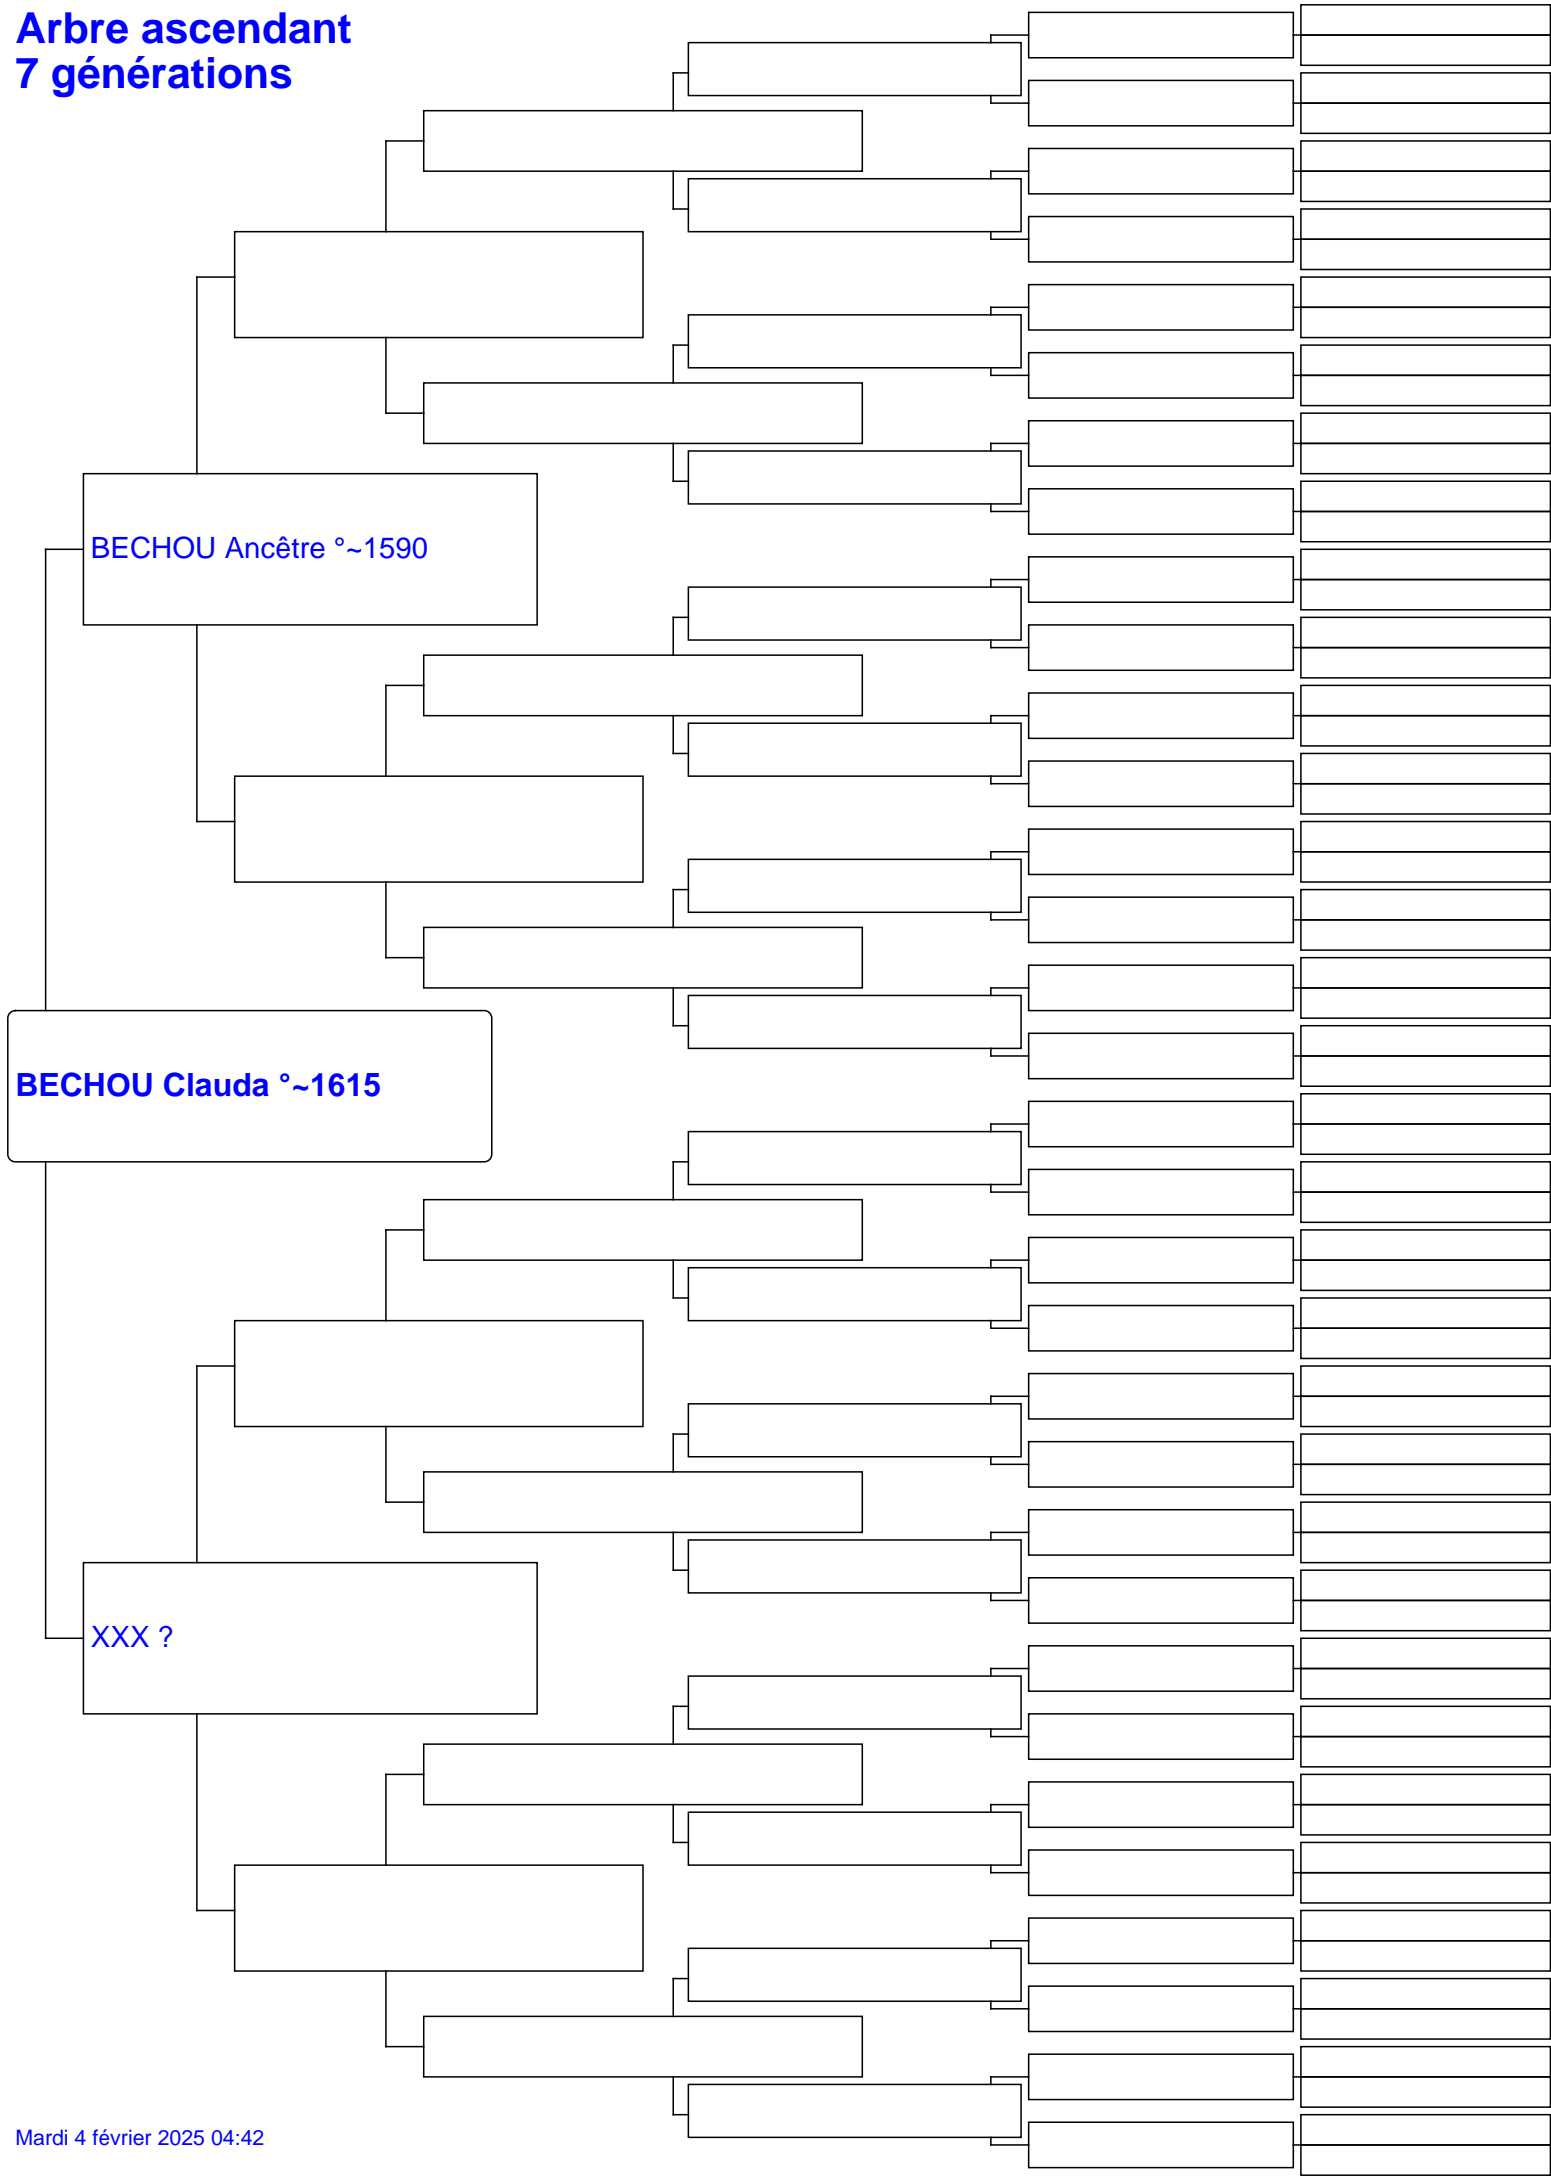 Arbre ascendant
7 générations
BECHOU Ancêtre °~1590
BECHOU Clauda °~1615
XXX ?
Mardi 4 février 2025 04:42